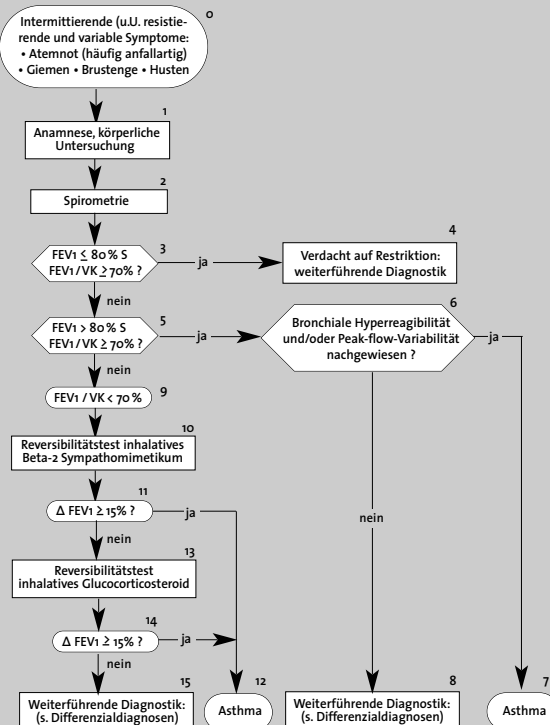 0
Intermittierende (u.U. resistie-
rende und variable Symptome:
• Atemnot (häufig anfallartig)
• Giemen • Brustenge • Husten
1
Anamnese, körperliche
Untersuchung
2
Spirometrie
3
FEV1 ≤ 80 % S
FEV1/VK ≥ 70% ?
ja
4
Verdacht auf Restriktion:
weiterführende Diagnostik
nein
5
FEV1 > 80 % S
FEV1/VK ≥ 70% ?
ja
6
Bronchiale Hyperreagibilität
und/oder Peak-flow-Variabilität
nachgewiesen ?
ja
nein
9
FEV1 / VK < 70 %
10
Reversibilitätstest inhalatives
Beta-2 Sympathomimetikum
11
Δ FEV1 ≥ 15% ?
ja
nein
nein
13
Reversibilitätstest
inhalatives Glucocorticosteroid
14
Δ FEV1 ≥ 15% ?
ja
nein
15
Weiterführende Diagnostik:
(s. Differenzialdiagnosen)
12
Asthma
8
Weiterführende Diagnostik:
(s. Differenzialdiagnosen)
7
Asthma